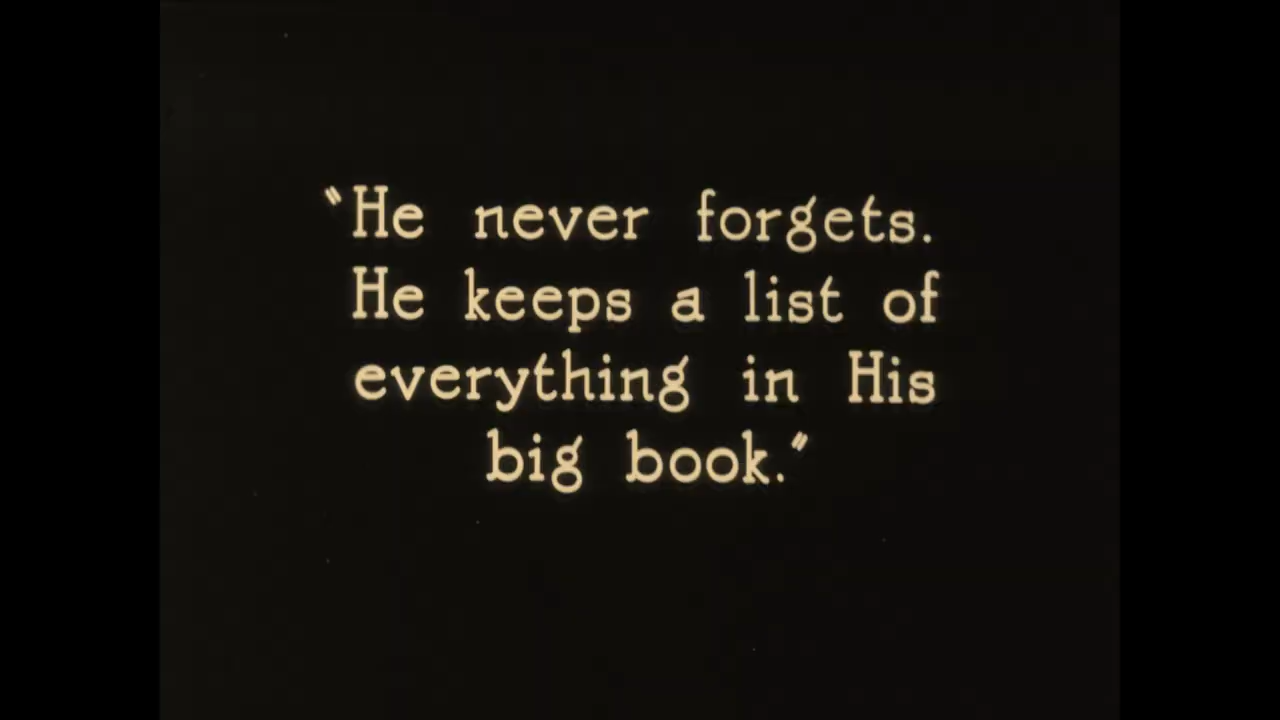 "He never forgets.
He keeps a list of
everything in His
big book."